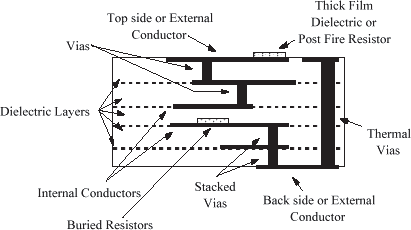 Thick Film
Dielectric or
Post Fire Resistor
Top side or External
Conductor
Vias
Dielectric Layers
Thermal
Vias
Internal Conductors
Stacked
Vias
Buried Resistors
Back side or External
Conductor